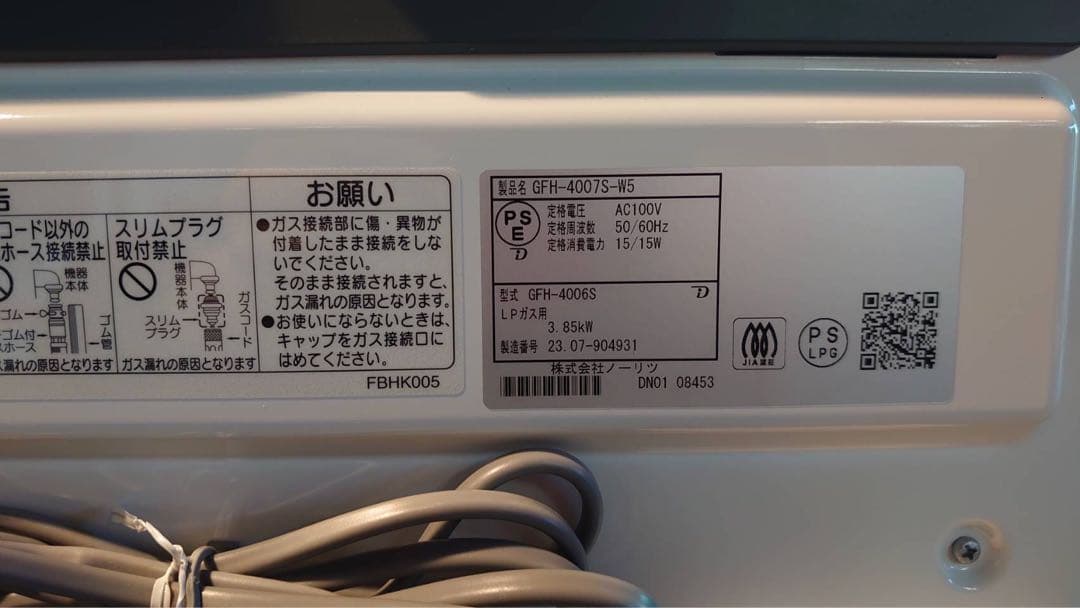 告
コード以外の
ホース接続禁止
機器
本体
ゴム
ゴム付
スホース
ゴム管
ス漏れの原因となります
スリムプラグ
取付禁止
機器本体
スリム
プラグ
ガスコード
ガス漏れの原因となります
お願い
●ガス接続部に傷・異物が
付着したまま接続をしな
いでください。
そのまま接続されますと、
ガス漏れの原因となります。
●お使いにならないときは、
キャップをガス接続口に
はめてください。
FBHK005
製品名 GFH-4007S-W5
PS
E
定格電圧 AC100V
定格周波数 50/60Hz
定格消費電力 15/15W
型式 GFH-4006S
LPガス用
3.85kW
製造番号 23.07-904931
株式会社ノーリツ
DN01 08453
JIA認証
PS
LPG